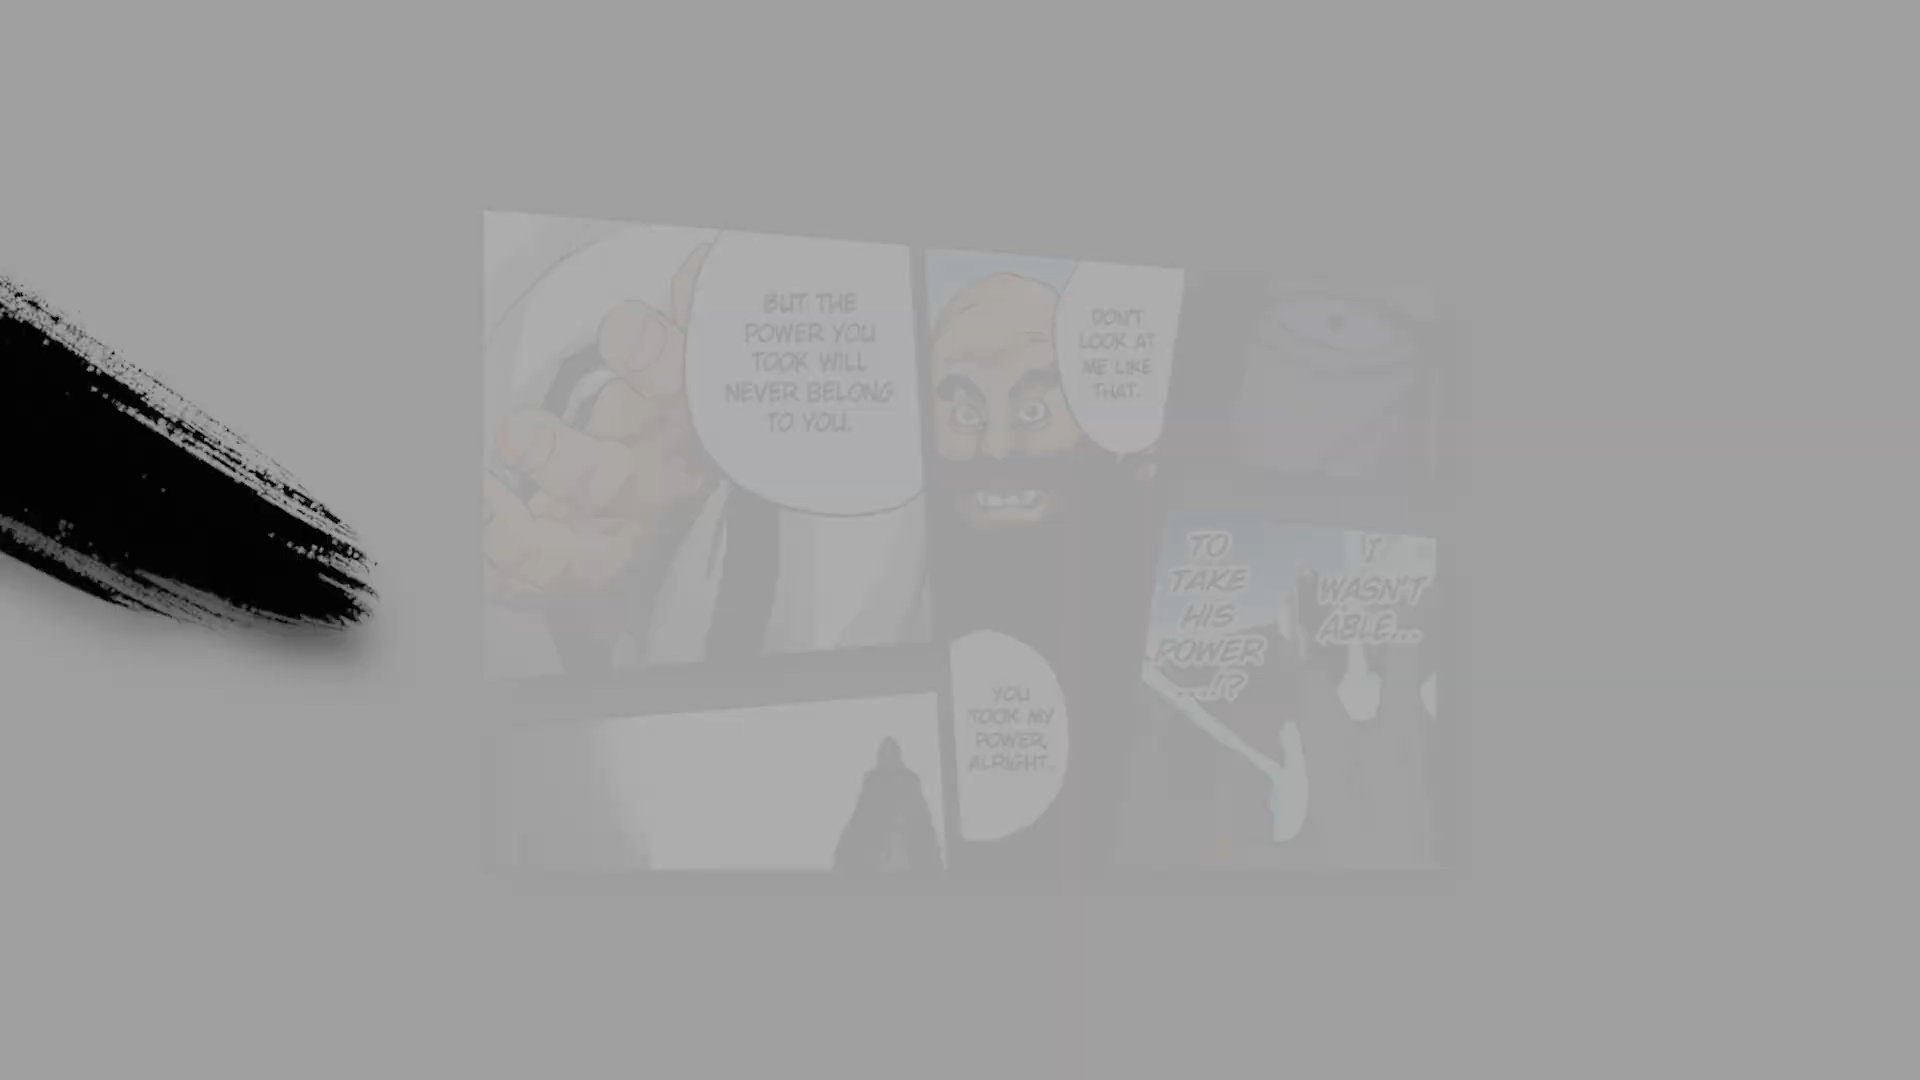 I
WASN'T
ABLE...
TO
TAKE
HIS
POWER
...!?
DON'T
LOOK AT
ME LIKE
THAT.
YOU
TOOK MY
POWER,
ALRIGHT.
BUT THE
POWER YOU
TOOK WILL
NEVER BELONG
TO YOU.